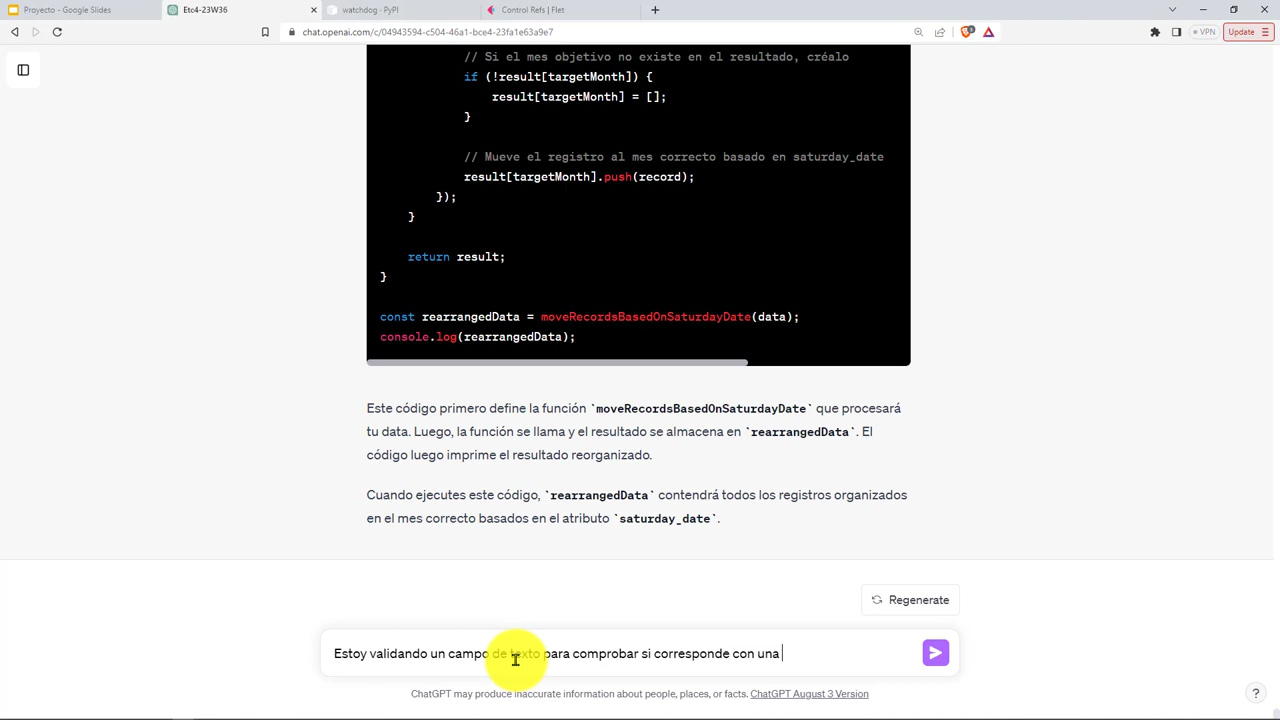 Proyecto - Google Slides
Etc4-23W36
watchdog · PyPI
Control Refs | Flet
chat.openai.com/c/04943594-c504-46a1-bce4-23fa1e63a9e7
VPN
Update
// Si el mes objetivo no existe en el resultado, créalo
if (!result[targetMonth]) {
result[targetMonth] = [];
}
// Mueve el registro al mes correcto basado en saturday_date
result[targetMonth].push(record);
});
}
return result;
}
const rearrangedData = moveRecordsBasedOnSaturdayDate(data);
console.log(rearrangedData);
Este código primero define la función `moveRecordsBasedOnSaturdayDate` que procesará
tu data. Luego, la función se llama y el resultado se almacena en `rearrangedData`. El
código luego imprime el resultado reorganizado.
Cuando ejecutes este código, `rearrangedData` contendrá todos los registros organizados
en el mes correcto basados en el atributo `saturday_date`.
Regenerate
Estoy validando un campo de texto para comprobar si corresponde con una
ChatGPT may produce inaccurate information about people, places, or facts. ChatGPT August 3 Version
?